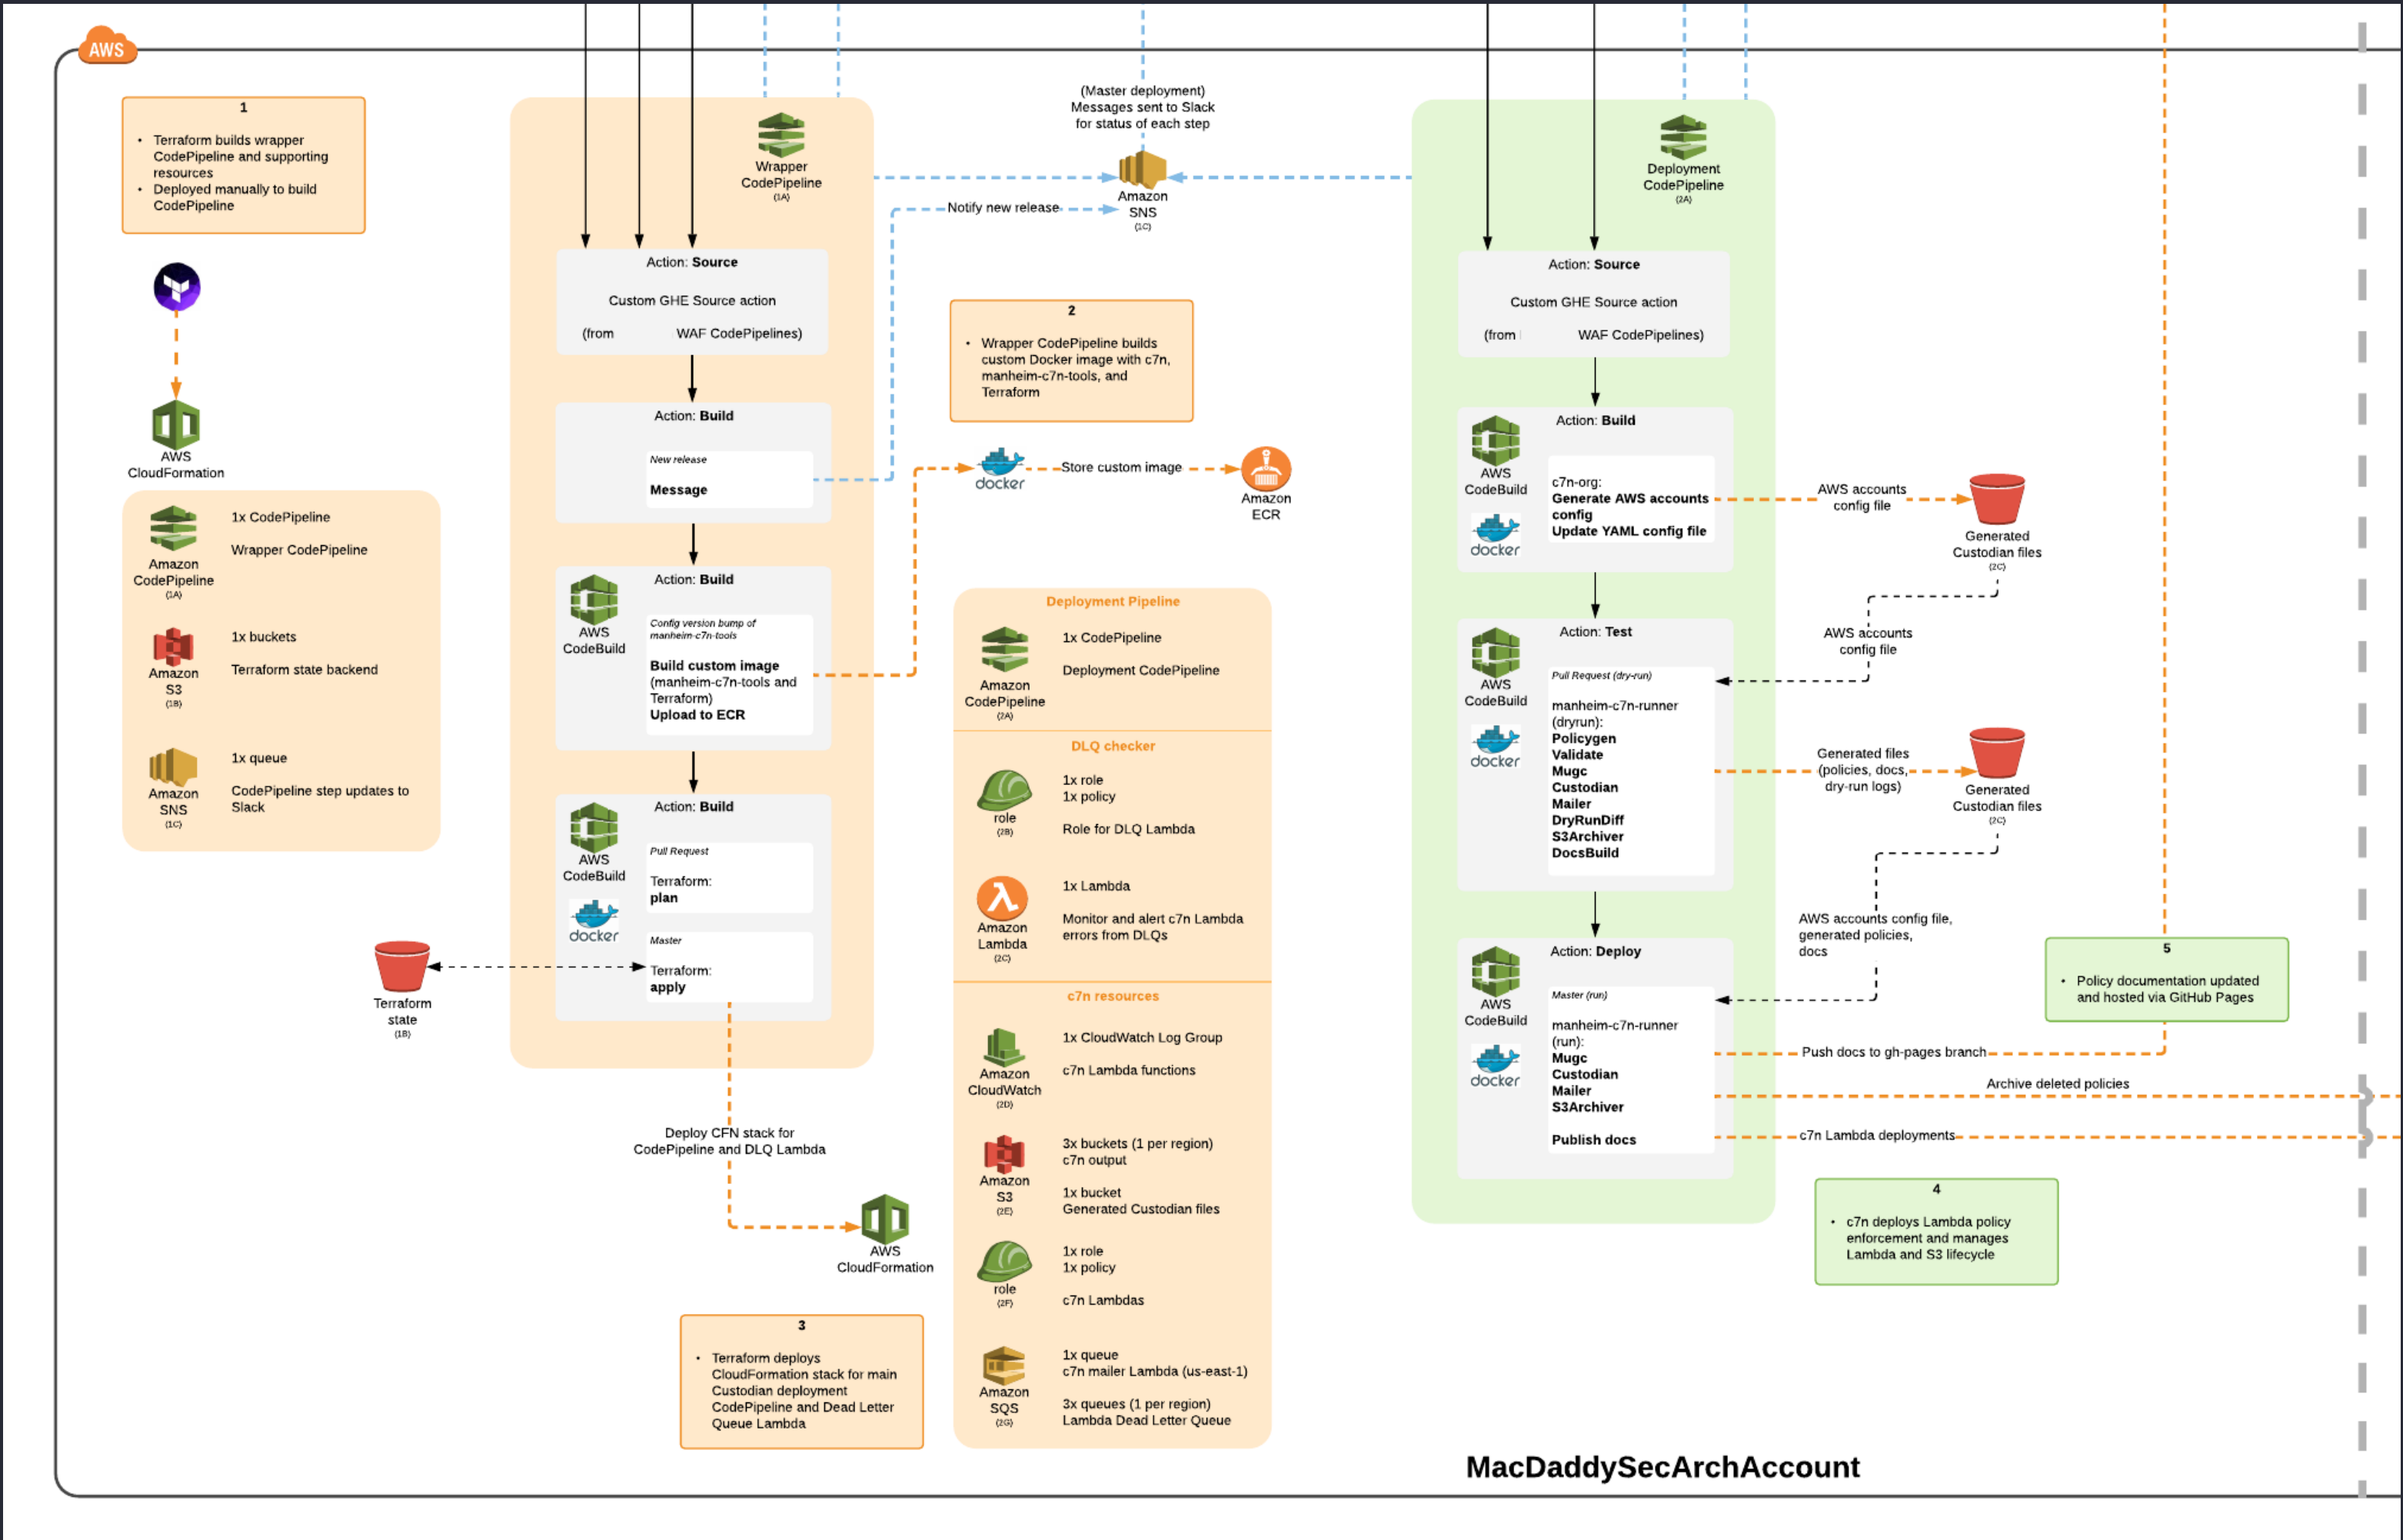 AWS
1
• Terraform builds wrapper
CodePipeline and supporting
resources
• Deployed manually to build
CodePipeline
AWS
CloudFormation
Amazon
CodePipeline
(1A)
1x CodePipeline
Wrapper CodePipeline
Amazon
S3
(1B)
1x buckets
Terraform state backend
Amazon
SNS
(1C)
1x queue
CodePipeline step updates to
Slack
Terraform
state
(1B)
Wrapper
CodePipeline
(1A)
Action: Source
Custom GHE Source action
(from WAF CodePipelines)
Action: Build
New release
Message
Action: Build
AWS
CodeBuild
Config version bump of
manheim-c7n-tools
Build custom image
(manheim-c7n-tools and
Terraform)
Upload to ECR
Action: Build
AWS
CodeBuild
docker
Pull Request
Terraform:
plan
Master
Terraform:
apply
Deploy CFN stack for
CodePipeline and DLQ Lambda
AWS
CloudFormation
3
• Terraform deploys
CloudFormation stack for main
Custodian deployment
CodePipeline and Dead Letter
Queue Lambda
(Master deployment)
Messages sent to Slack
for status of each step
Amazon
SNS
(1C)
Notify new release
2
• Wrapper CodePipeline builds
custom Docker image with c7n,
manheim-c7n-tools, and
Terraform
docker
Store custom image
Amazon
ECR
Deployment Pipeline
Amazon
CodePipeline
(2A)
1x CodePipeline
Deployment CodePipeline
DLQ checker
role
(2B)
1x role
1x policy
Role for DLQ Lambda
Amazon
Lambda
(2C)
1x Lambda
Monitor and alert c7n Lambda
errors from DLQs
c7n resources
Amazon
CloudWatch
(2D)
1x CloudWatch Log Group
c7n Lambda functions
Amazon
S3
(2E)
3x buckets (1 per region)
c7n output
1x bucket
Generated Custodian files
role
(2F)
1x role
1x policy
c7n Lambdas
Amazon
SQS
(2G)
1x queue
c7n mailer Lambda (us-east-1)
3x queues (1 per region)
Lambda Dead Letter Queue
Deployment
CodePipeline
(2A)
Action: Source
Custom GHE Source action
(from WAF CodePipelines)
Action: Build
AWS
CodeBuild
docker
c7n-org:
Generate AWS accounts
config
Update YAML config file
AWS accounts
config file
Generated
Custodian files
(2C)
AWS accounts
config file
Action: Test
AWS
CodeBuild
docker
Pull Request (dry-run)
manheim-c7n-runner
(dryrun):
Policygen
Validate
Mugc
Custodian
Mailer
DryRunDiff
S3Archiver
DocsBuild
Generated files
(policies, docs,
dry-run logs)
Generated
Custodian files
(2C)
AWS accounts config file,
generated policies,
docs
Action: Deploy
AWS
CodeBuild
docker
Master (run)
manheim-c7n-runner
(run):
Mugc
Custodian
Mailer
S3Archiver
Publish docs
Push docs to gh-pages branch
Archive deleted policies
c7n Lambda deployments
5
• Policy documentation updated
and hosted via GitHub Pages
4
• c7n deploys Lambda policy
enforcement and manages
Lambda and S3 lifecycle
MacDaddySecArchAccount